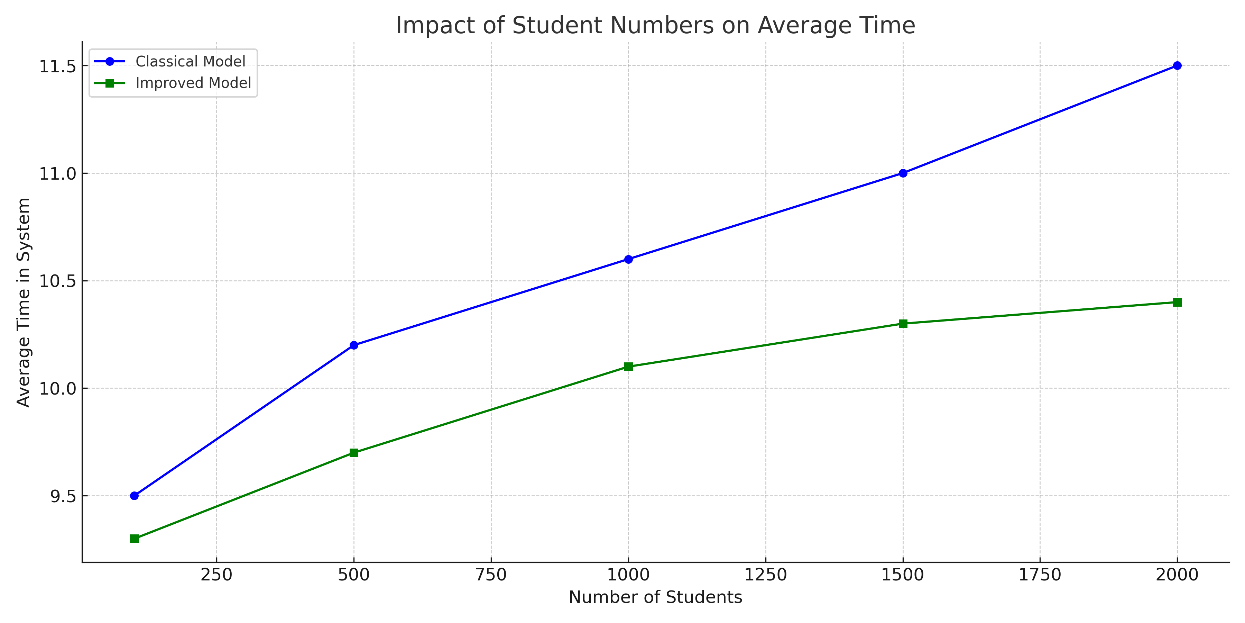 Impact of Student Numbers on Average Time
Classical Model
Improved Model
Average Time in System
11.5
11.0
10.5
10.0
9.5
250 500 750 1000 1250 1500 1750 2000
Number of Students